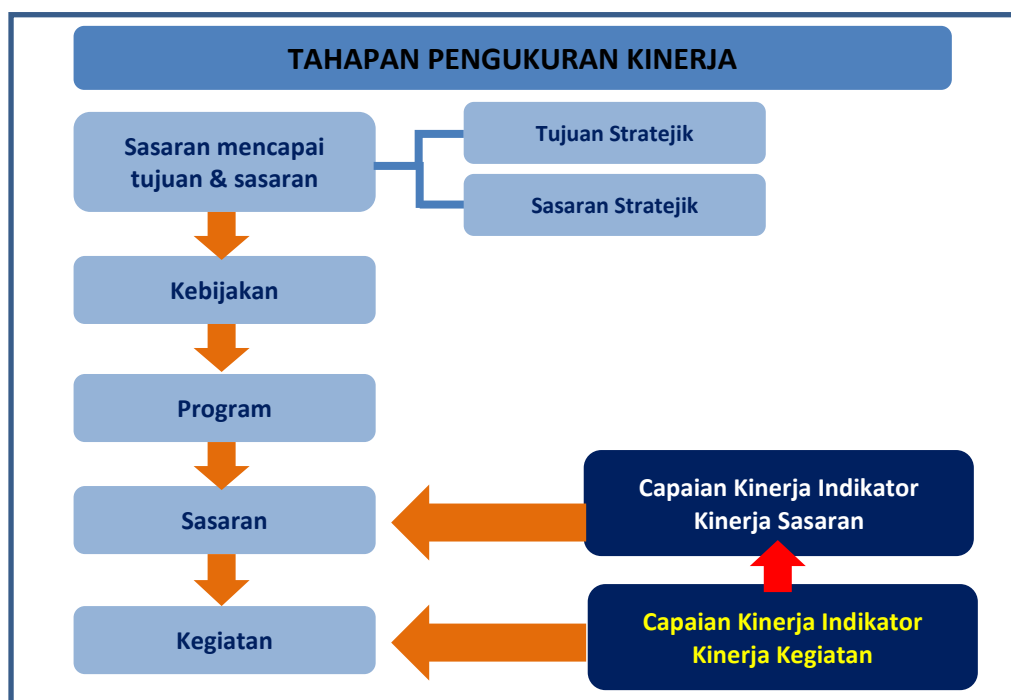 TAHAPAN PENGUKURAN KINERJA
Sasaran mencapai
tujuan & sasaran
Tujuan Stratejik
Sasaran Stratejik
Kebijakan
Program
Sasaran
Capaian Kinerja Indikator
Kinerja Sasaran
Kegiatan
Capaian Kinerja Indikator
Kinerja Kegiatan